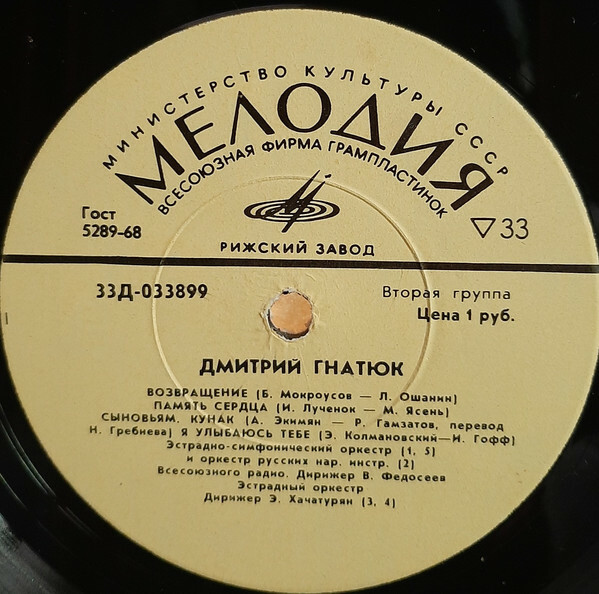 МИНИСТЕРСТВО КУЛЬТУРЫ СССР
МЕЛОДИЯ
ВСЕСОЮЗНАЯ ФИРМА ГРАМПЛАСТИНОК
Гост
5289-68
33
РИЖСКИЙ ЗАВОД
33Д-033899
Вторая группа
Цена 1 руб.
ДМИТРИЙ ГНАТЮК
ВОЗВРАЩЕНИЕ (Б. Мокроусов — Л. Ошанин)
ПАМЯТЬ СЕРДЦА (И. Лученок — М. Ясень)
СЫНОВЬЯМ. КУНАК (А. Экимян — Р. Гамзатов, перевод
Н. Гребнева) Я УЛЫБАЮСЬ ТЕБЕ (Э. Колмановский—И. Гофф)
Эстрадно-симфонический оркестр (1, 5)
и оркестр русских нар. инстр. (2)
Всесоюзного радио. Дирижер В. Федосеев
Эстрадный оркестр
Дирижер Э. Хачатурян (3, 4)